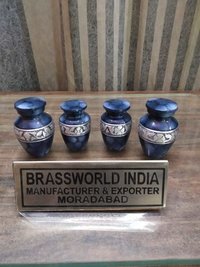 BRASSWORLD INDIA
MANUFACTURER & EXPORTER
MORADABAD